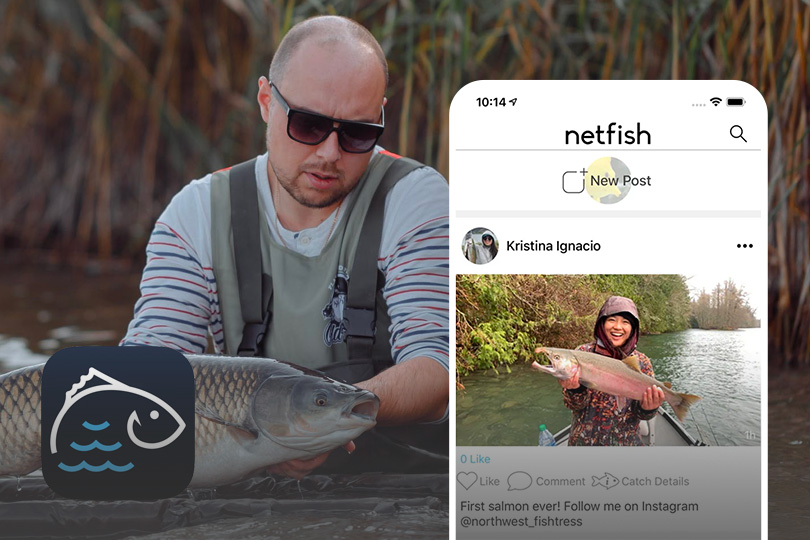 10:14
netfish
New Post
Kristina Ignacio
1h
0 Like
Like Comment Catch Details
First salmon ever! Follow me on Instagram
@northwest_fishtress